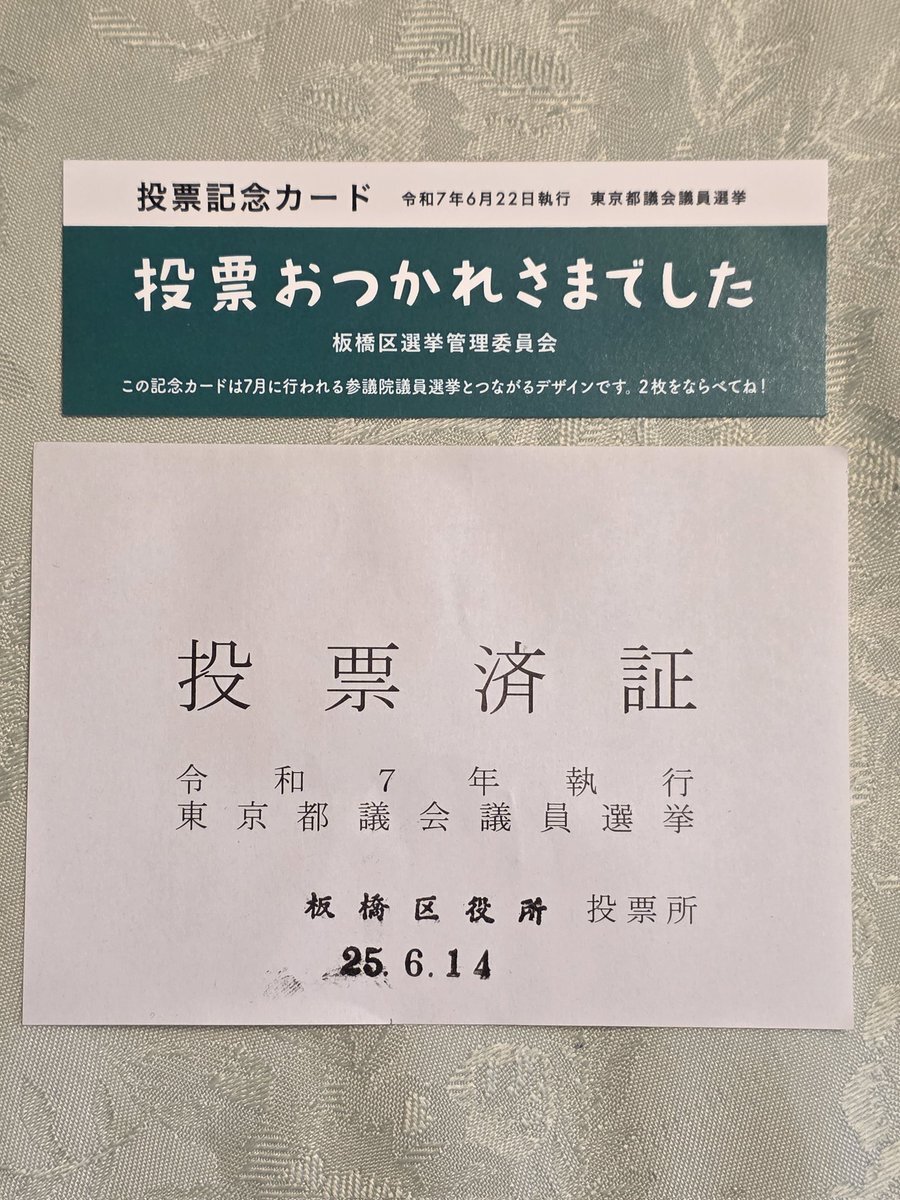 投票記念カード 令和7年6月22日執行 東京都議会議員選挙
投票おつかれさまでした
板橋区選挙管理委員会
この記念カードは7月に行われる参議院議員選挙とつながるデザインです。2枚をならべてね!
投票済証
令和7年執行
東京都議会議員選挙
板橋区役所 投票所
25.6.14